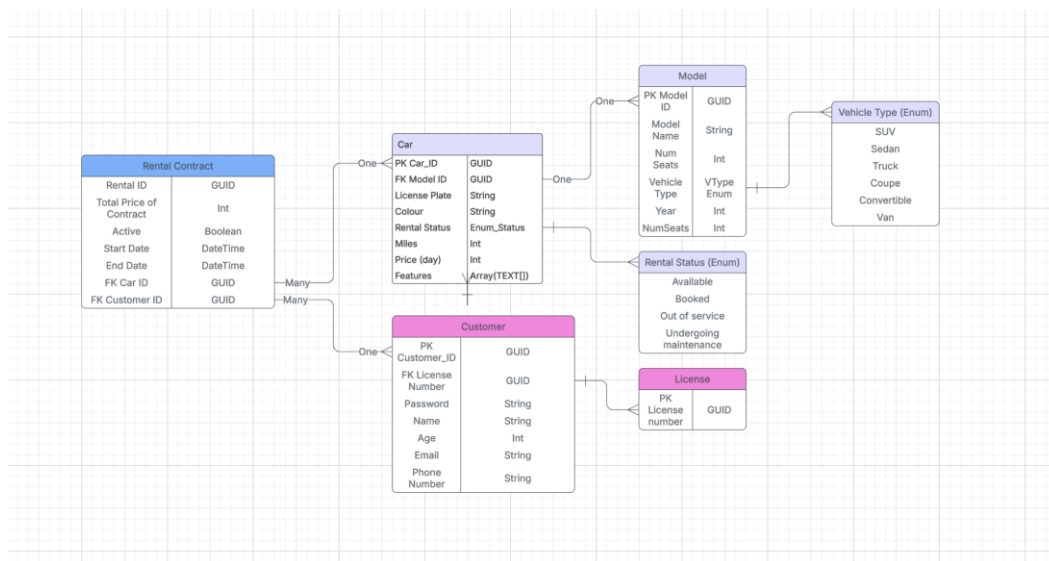 Rental Contract
Rental ID GUID
Total Price of
Contract Int
Active Boolean
Start Date DateTime
End Date DateTime
FK Car ID GUID
FK Customer ID GUID
Many
Many
One
One
Car
PK Car_ID GUID
FK Model ID GUID
License Plate String
Colour String
Rental Status Enum_Status
Miles Int
Price (day) Int
Features Array(TEXT[])
One
One
Customer
PK
Customer_ID GUID
FK License
Number GUID
Password String
Name String
Age Int
Email String
Phone
Number String
Model
PK Model
ID GUID
Model
Name String
Num
Seats Int
Vehicle
Type VType
Enum
Year Int
NumSeats Int
Rental Status (Enum)
Available
Booked
Out of service
Undergoing
maintenance
License
PK
License
number GUID
Vehicle Type (Enum)
SUV
Sedan
Truck
Coupe
Convertible
Van